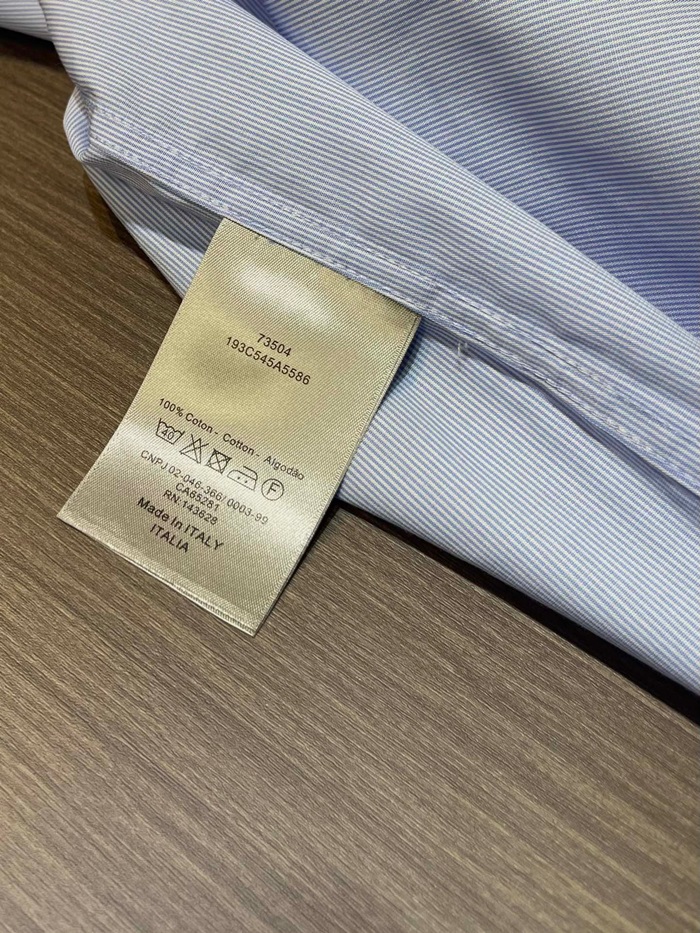 73504
193C545A5586
100% Coton - Cotton - Algodão
40 F
CNPJ 02-046-366/ 0003-99
CA65281
RN:143628
Made In ITALY
ITALIA